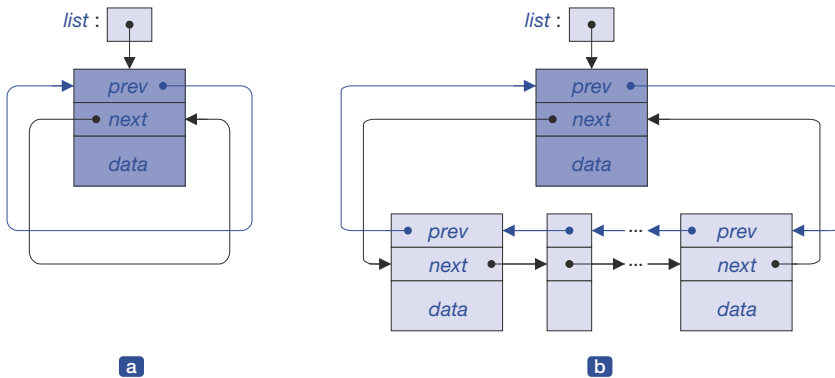 list :
prev
next
data
a
list :
prev
next
data
prev
... 
prev
next
...
next
data
data
b